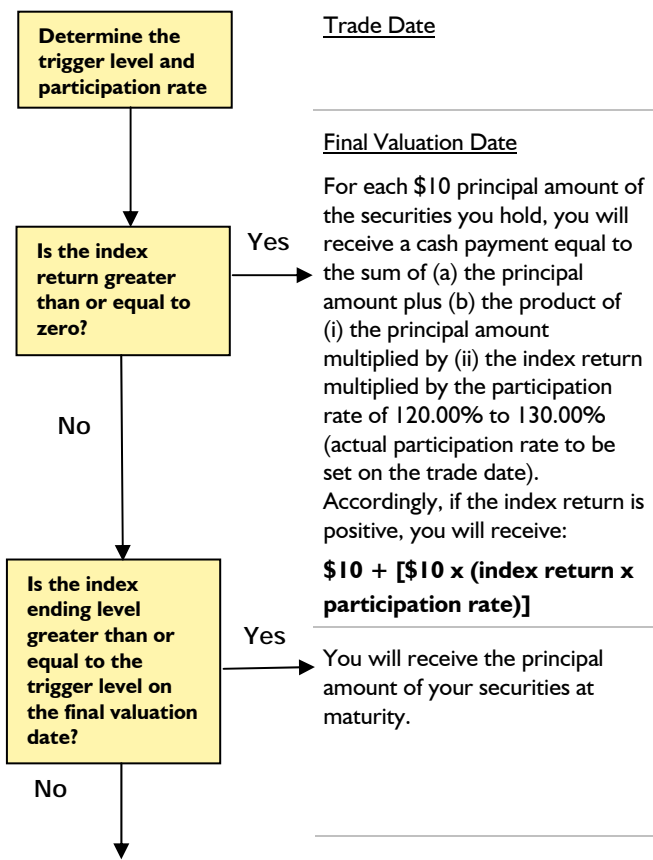 Determine the
trigger level and
participation rate
Trade Date
Final Valuation Date
Is the index
return greater
than or equal to
zero?
Yes
For each $10 principal amount of
the securities you hold, you will
receive a cash payment equal to
the sum of (a) the principal
amount plus (b) the product of
(i) the principal amount
multiplied by (ii) the index return
multiplied by the participation
rate of 120.00% to 130.00%
(actual participation rate to be
set on the trade date).
Accordingly, if the index return is
positive, you will receive:
$10 + [$10 x (index return x
participation rate)]
No
Is the index
ending level
greater than or
equal to the
trigger level on
the final valuation
date?
Yes
You will receive the principal
amount of your securities at
maturity.
No